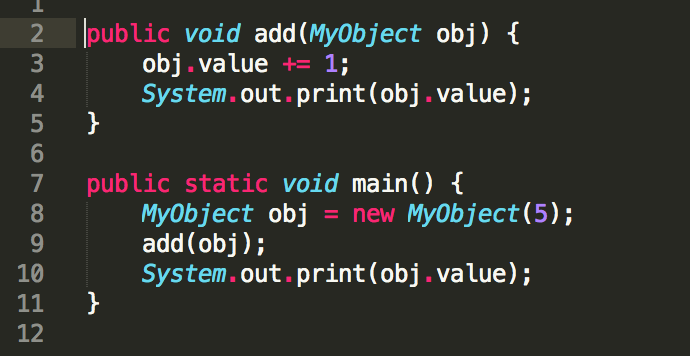 1
2 public void add(MyObject obj) {
3     obj.value += 1;
4     System.out.print(obj.value);
5 }
6
7 public static void main() {
8     MyObject obj = new MyObject(5);
9     add(obj);
10     System.out.print(obj.value);
11 }
12